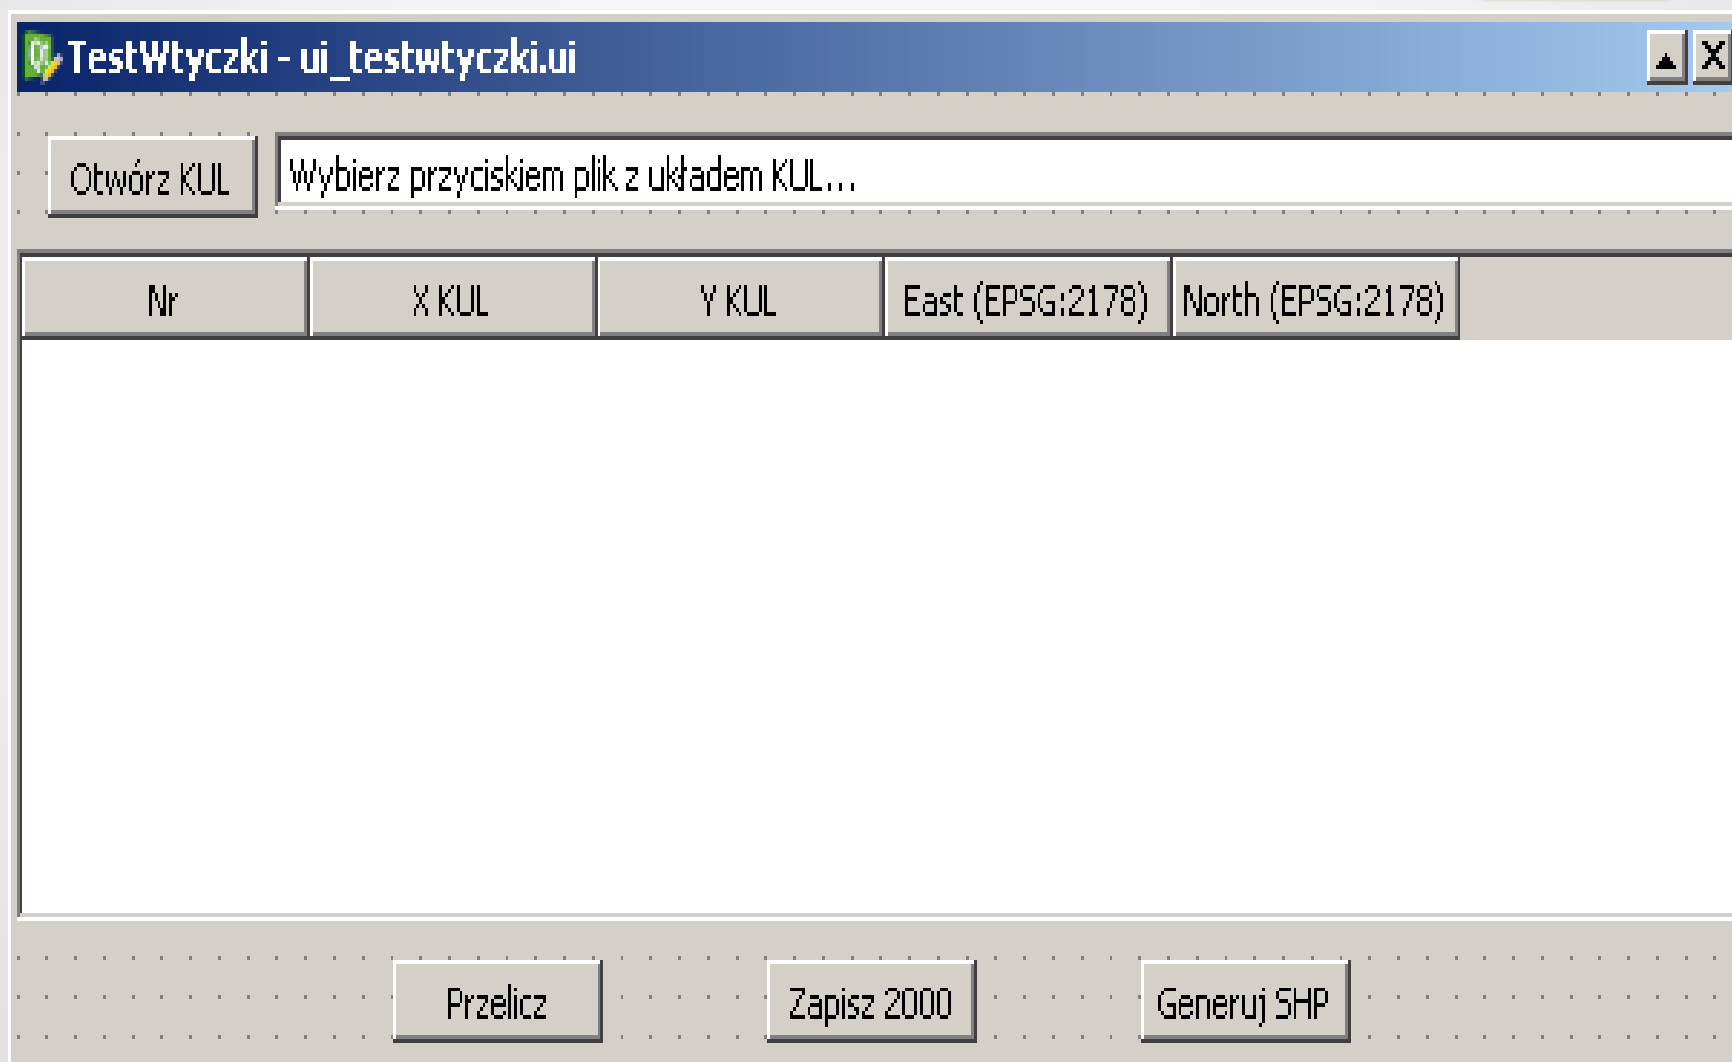 TestWtyczki - ui_testwtyczki.ui
Otwórz KUL
Wybierz przyciskiem plik z układem KUL...
Nr X KUL Y KUL East (EPSG:2178) North (EPSG:2178)
Przelicz Zapisz 2000 Generuj SHP